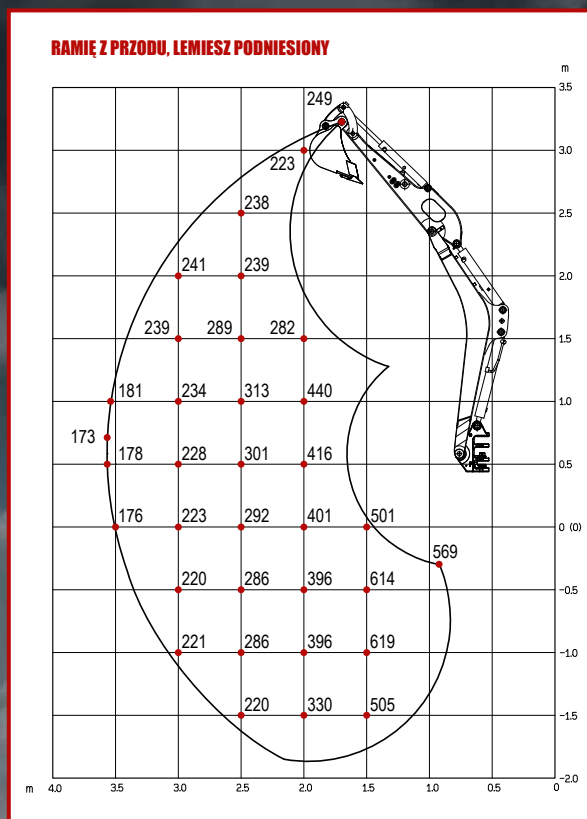 RAMIĘ Z PRZODU, LEMIESZ PODNIESIONY
m
249 3.5
223 3.0
238 2.5
241 239 2.0
239 289 282 1.5
181 234 313 440 1.0
173
178 228 301 416 0.5
176 223 292 401 501 0 (0)
569
220 286 396 614 -0.5
221 286 396 619 -1.0
220 330 505 -1.5
-2.0
m 4.0 3.5 3.0 2.5 2.0 1.5 1.0 0.5 0